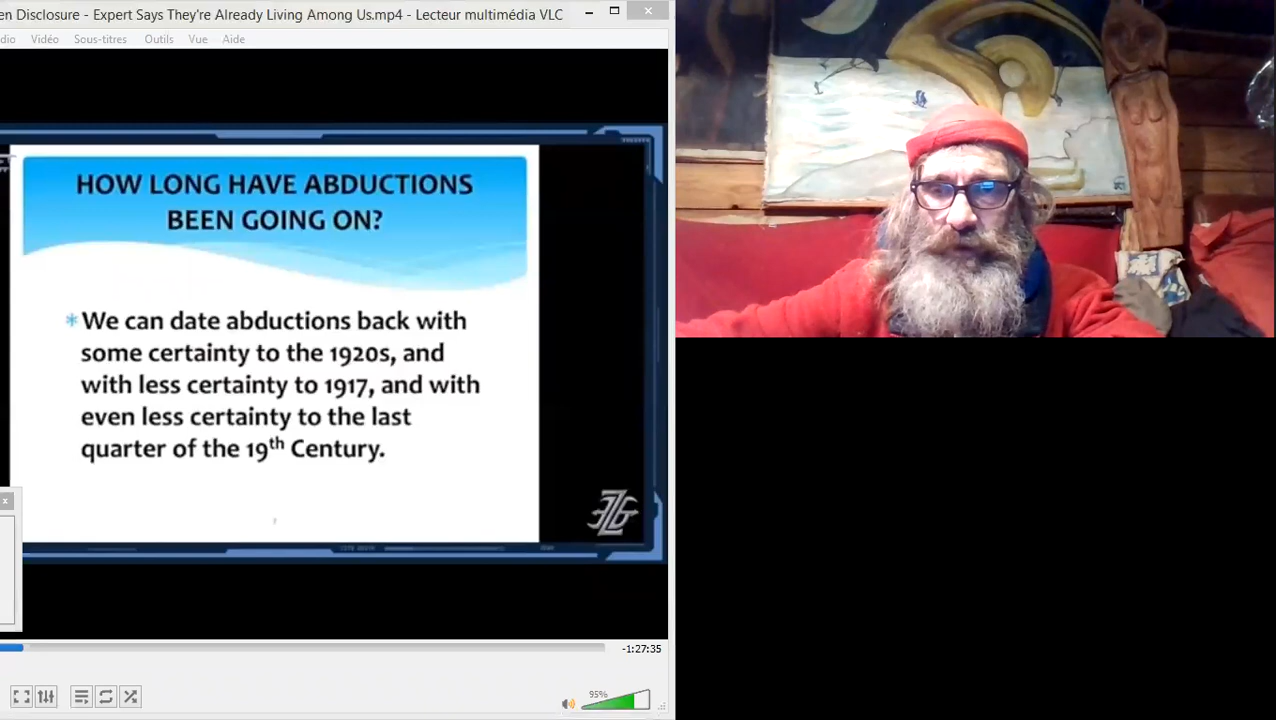 en Disclosure - Expert Says They're Already Living Among Us.mp4 - Lecteur multimédia VLC
dio Vidéo Sous-titres Outils Vue Aide
HOW LONG HAVE ABDUCTIONS
BEEN GOING ON?
* We can date abductions back with
some certainty to the 1920s, and
with less certainty to 1917, and with
even less certainty to the last
quarter of the 19th Century.
-1:27:35
95%